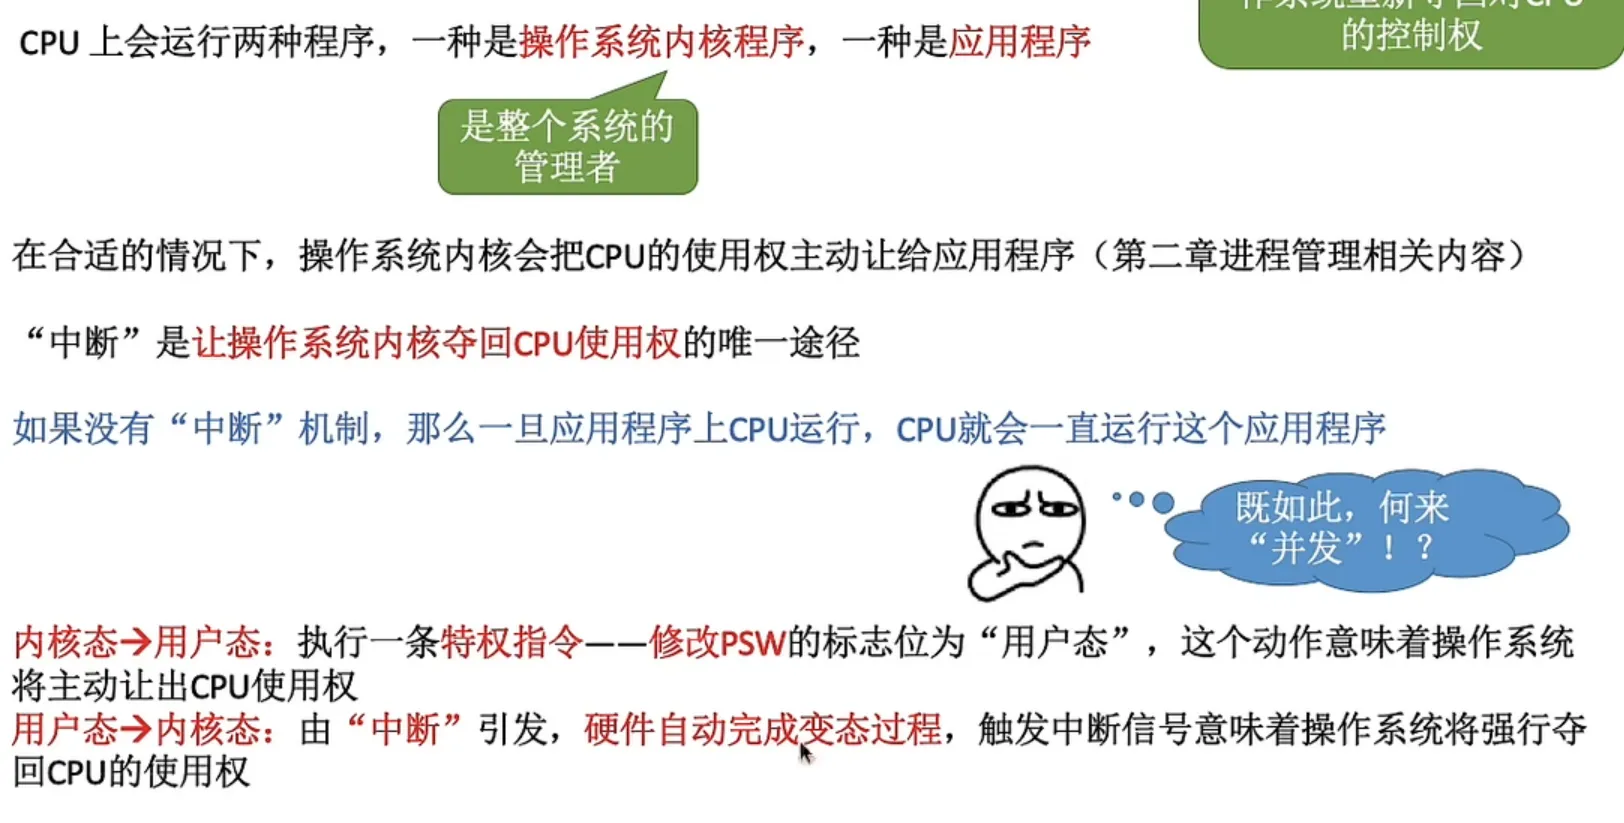 的控制权
CPU 上会运行两种程序，一种是操作系统内核程序，一种是应用程序
是整个系统的
管理者
在合适的情况下，操作系统内核会把CPU的使用权主动让给应用程序（第二章进程管理相关内容）
“中断”是让操作系统内核夺回CPU使用权的唯一途径
如果没有“中断”机制，那么一旦应用程序上CPU运行，CPU就会一直运行这个应用程序
既如此，何来
“并发”！？
内核态→用户态：执行一条特权指令——修改PSW的标志位为“用户态”，这个动作意味着操作系统
将主动让出CPU使用权
用户态→内核态：由“中断”引发，硬件自动完成变态过程，触发中断信号意味着操作系统将强行夺
回CPU的使用权